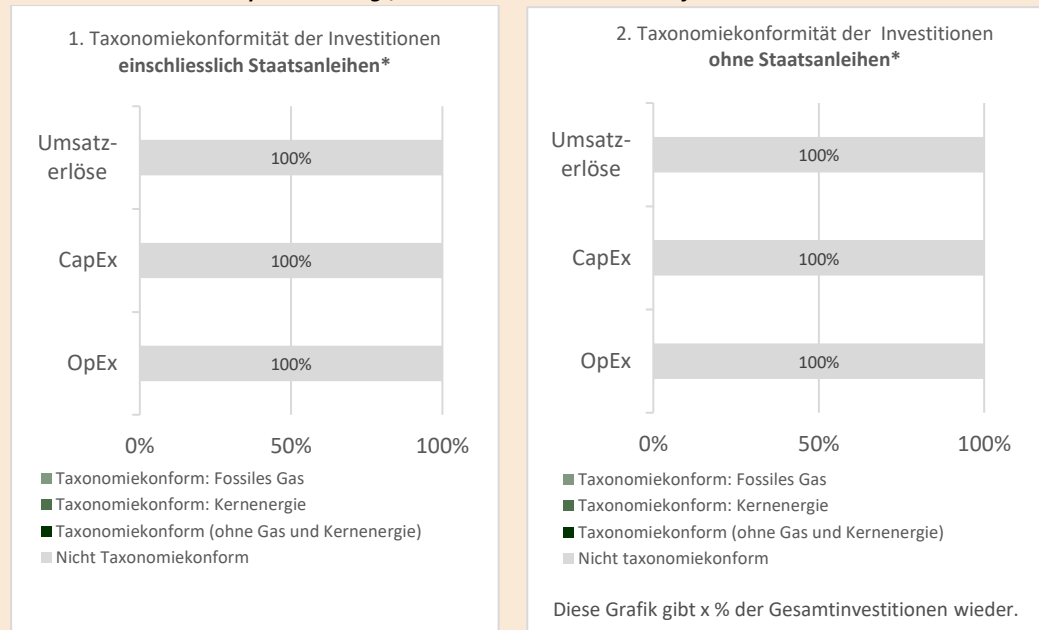 1. Taxonomiekonformität der Investitionen
einschliesslich Staatsanleihen*
Umsatz-
erlöse
100%
CapEx
100%
OpEx
100%
0% 50% 100%
Taxonomiekonform: Fossiles Gas
Taxonomiekonform: Kernenergie
Taxonomiekonform (ohne Gas und Kernenergie)
Nicht Taxonomiekonform
2. Taxonomiekonformität der Investitionen
ohne Staatsanleihen*
Umsatz-
erlöse
100%
CapEx
100%
OpEx
100%
0% 50% 100%
Taxonomiekonform: Fossiles Gas
Taxonomiekonform: Kernenergie
Taxonomiekonform (ohne Gas und Kernenergie)
Nicht taxonomiekonform
Diese Grafik gibt x % der Gesamtinvestitionen wieder.